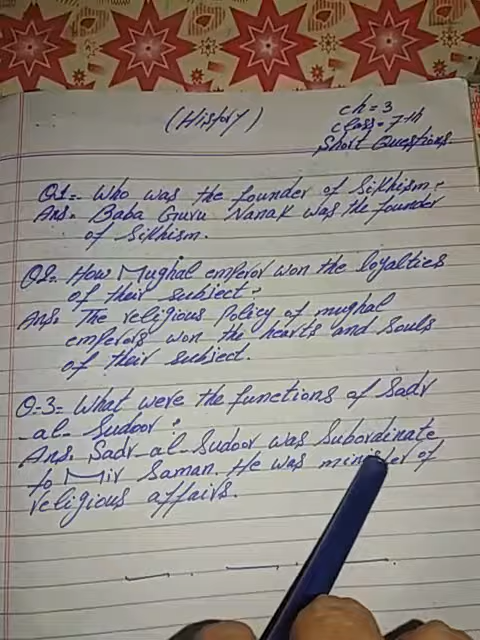 (History)
ch = 3
class = 7th
Short Questions.
Q1=. Who was the founder of Sikhism?
Ans. Baba Guru Nanak was the founder
of Sikhism.
Q2=. How Mughal emperor won the loyalties
of their subject?
Ans. The religious Policy of mughal
emperors won the hearts and Souls
of their subject.
Q-3= What were the functions of Sadr
al-Sudoor?
Ans. Sadr-al-Sudoor was Subordinate
to Mir Saman. He was minister of
religious affairs.